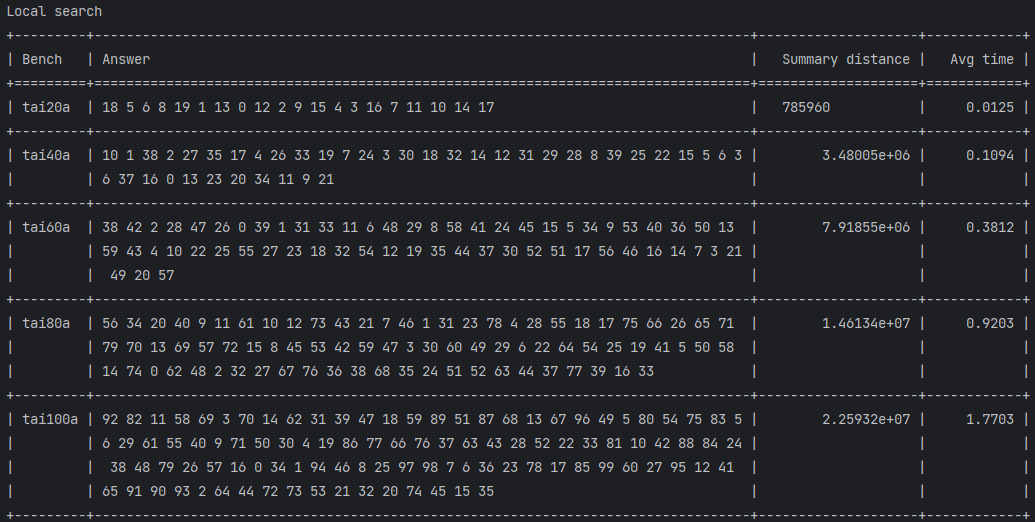 Local search
+---------+----------------------------------------------------------------------------------+--------------------+------------+
| Bench   | Answer                                                                           |   Summary distance |   Avg time |
+=========+==================================================================================+====================+============+
| tai20a  | 18 5 6 8 19 1 13 0 12 2 9 15 4 3 16 7 11 10 14 17                                |   785960           |     0.0125 |
+---------+----------------------------------------------------------------------------------+--------------------+------------+
| tai40a  | 10 1 38 2 27 35 17 4 26 33 19 7 24 3 30 18 32 14 12 31 29 28 8 39 25 22 15 5 6 3 |        3.48005e+06 |     0.1094 |
|         | 6 37 16 0 13 23 20 34 11 9 21                                                    |                    |            |
+---------+----------------------------------------------------------------------------------+--------------------+------------+
| tai60a  | 38 42 2 28 47 26 0 39 1 31 33 11 6 48 29 8 58 41 24 45 15 5 34 9 53 40 36 50 13  |        7.91855e+06 |     0.3812 |
|         | 59 43 4 10 22 25 55 27 23 18 32 54 12 19 35 44 37 30 52 51 17 56 46 16 14 7 3 21 |                    |            |
|         |  49 20 57                                                                        |                    |            |
+---------+----------------------------------------------------------------------------------+--------------------+------------+
| tai80a  | 56 34 20 40 9 11 61 10 12 73 43 21 7 46 1 31 23 78 4 28 55 18 17 75 66 26 65 71  |        1.46134e+07 |     0.9203 |
|         | 79 70 13 69 57 72 15 8 45 53 42 59 47 3 30 60 49 29 6 22 64 54 25 19 41 5 50 58  |                    |            |
|         | 14 74 0 62 48 2 32 27 67 76 36 38 68 35 24 51 52 63 44 37 77 39 16 33            |                    |            |
+---------+----------------------------------------------------------------------------------+--------------------+------------+
| tai100a | 92 82 11 58 69 3 70 14 62 31 39 47 18 59 89 51 87 68 13 67 96 49 5 80 54 75 83 5 |        2.25932e+07 |     1.7703 |
|         | 6 29 61 55 40 9 71 50 30 4 19 86 77 66 76 37 63 43 28 52 22 33 81 10 42 88 84 24 |                    |            |
|         |  38 48 79 26 57 16 0 34 1 94 46 8 25 97 98 7 6 36 23 78 17 85 99 60 27 95 12 41  |                    |            |
|         | 65 91 90 93 2 64 44 72 73 53 21 32 20 74 45 15 35                                |                    |            |
+---------+----------------------------------------------------------------------------------+--------------------+------------+